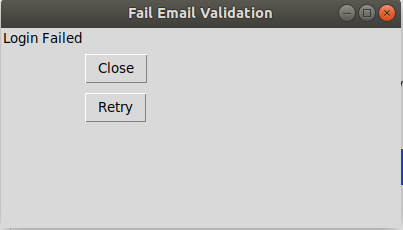 Fail Email Validation
Login Failed
Close
Retry